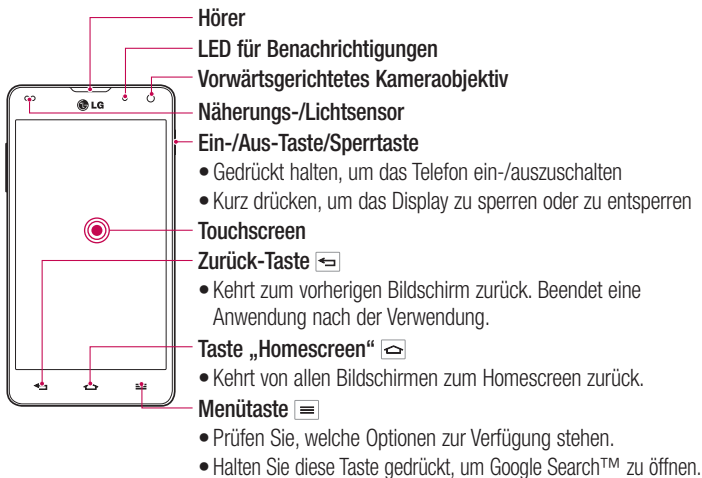 Hörer
LED für Benachrichtigungen
Vorwärtsgerichtetes Kameraobjektiv
Näherungs-/Lichtsensor
LG
Ein-/Aus-Taste/Sperrtaste
• Gedrückt halten, um das Telefon ein-/auszuschalten
• Kurz drücken, um das Display zu sperren oder zu entsperren
Touchscreen
Zurück-Taste
• Kehrt zum vorherigen Bildschirm zurück. Beendet eine
Anwendung nach der Verwendung.
Taste „Homescreen“
• Kehrt von allen Bildschirmen zum Homescreen zurück.
Menütaste
• Prüfen Sie, welche Optionen zur Verfügung stehen.
• Halten Sie diese Taste gedrückt, um Google Search™ zu öffnen.